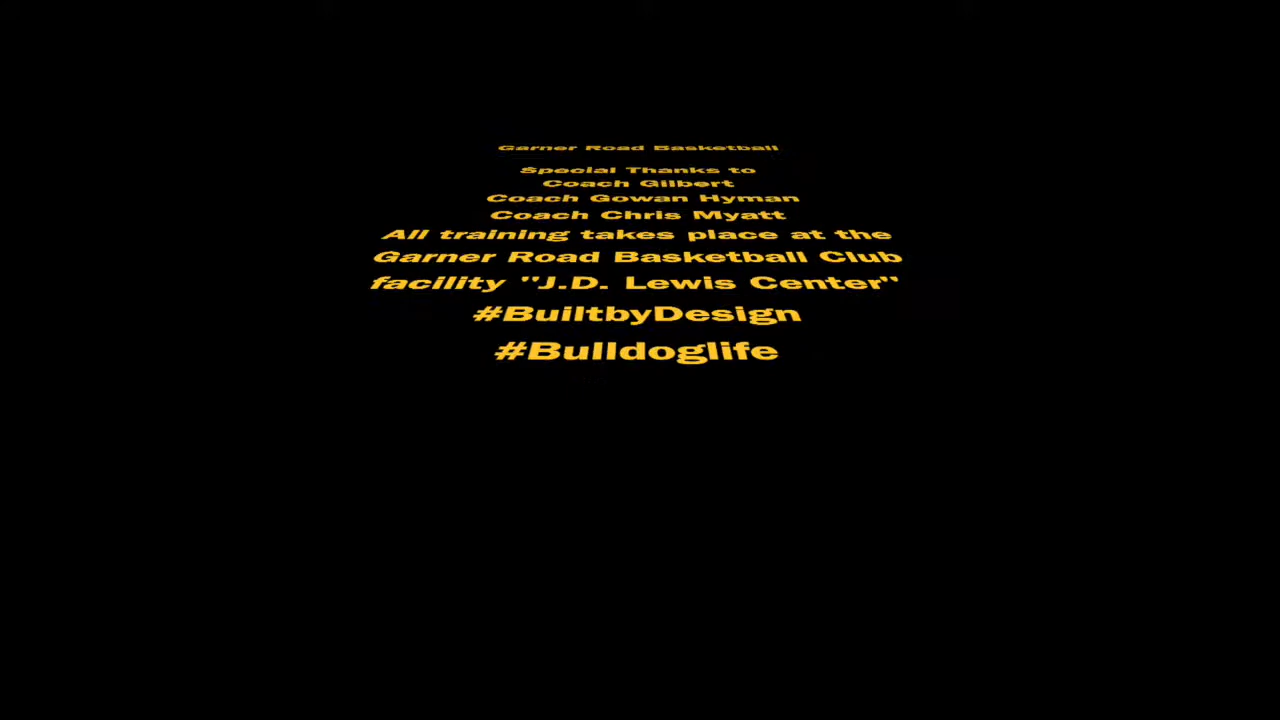 Garner Road Basketball
Special Thanks to
Coach Gilbert
Coach Gowan Hyman
Coach Chris Myatt
All training takes place at the
Garner Road Basketball Club
facility "J.D. Lewis Center"
#BuiltbyDesign
#Bulldoglife